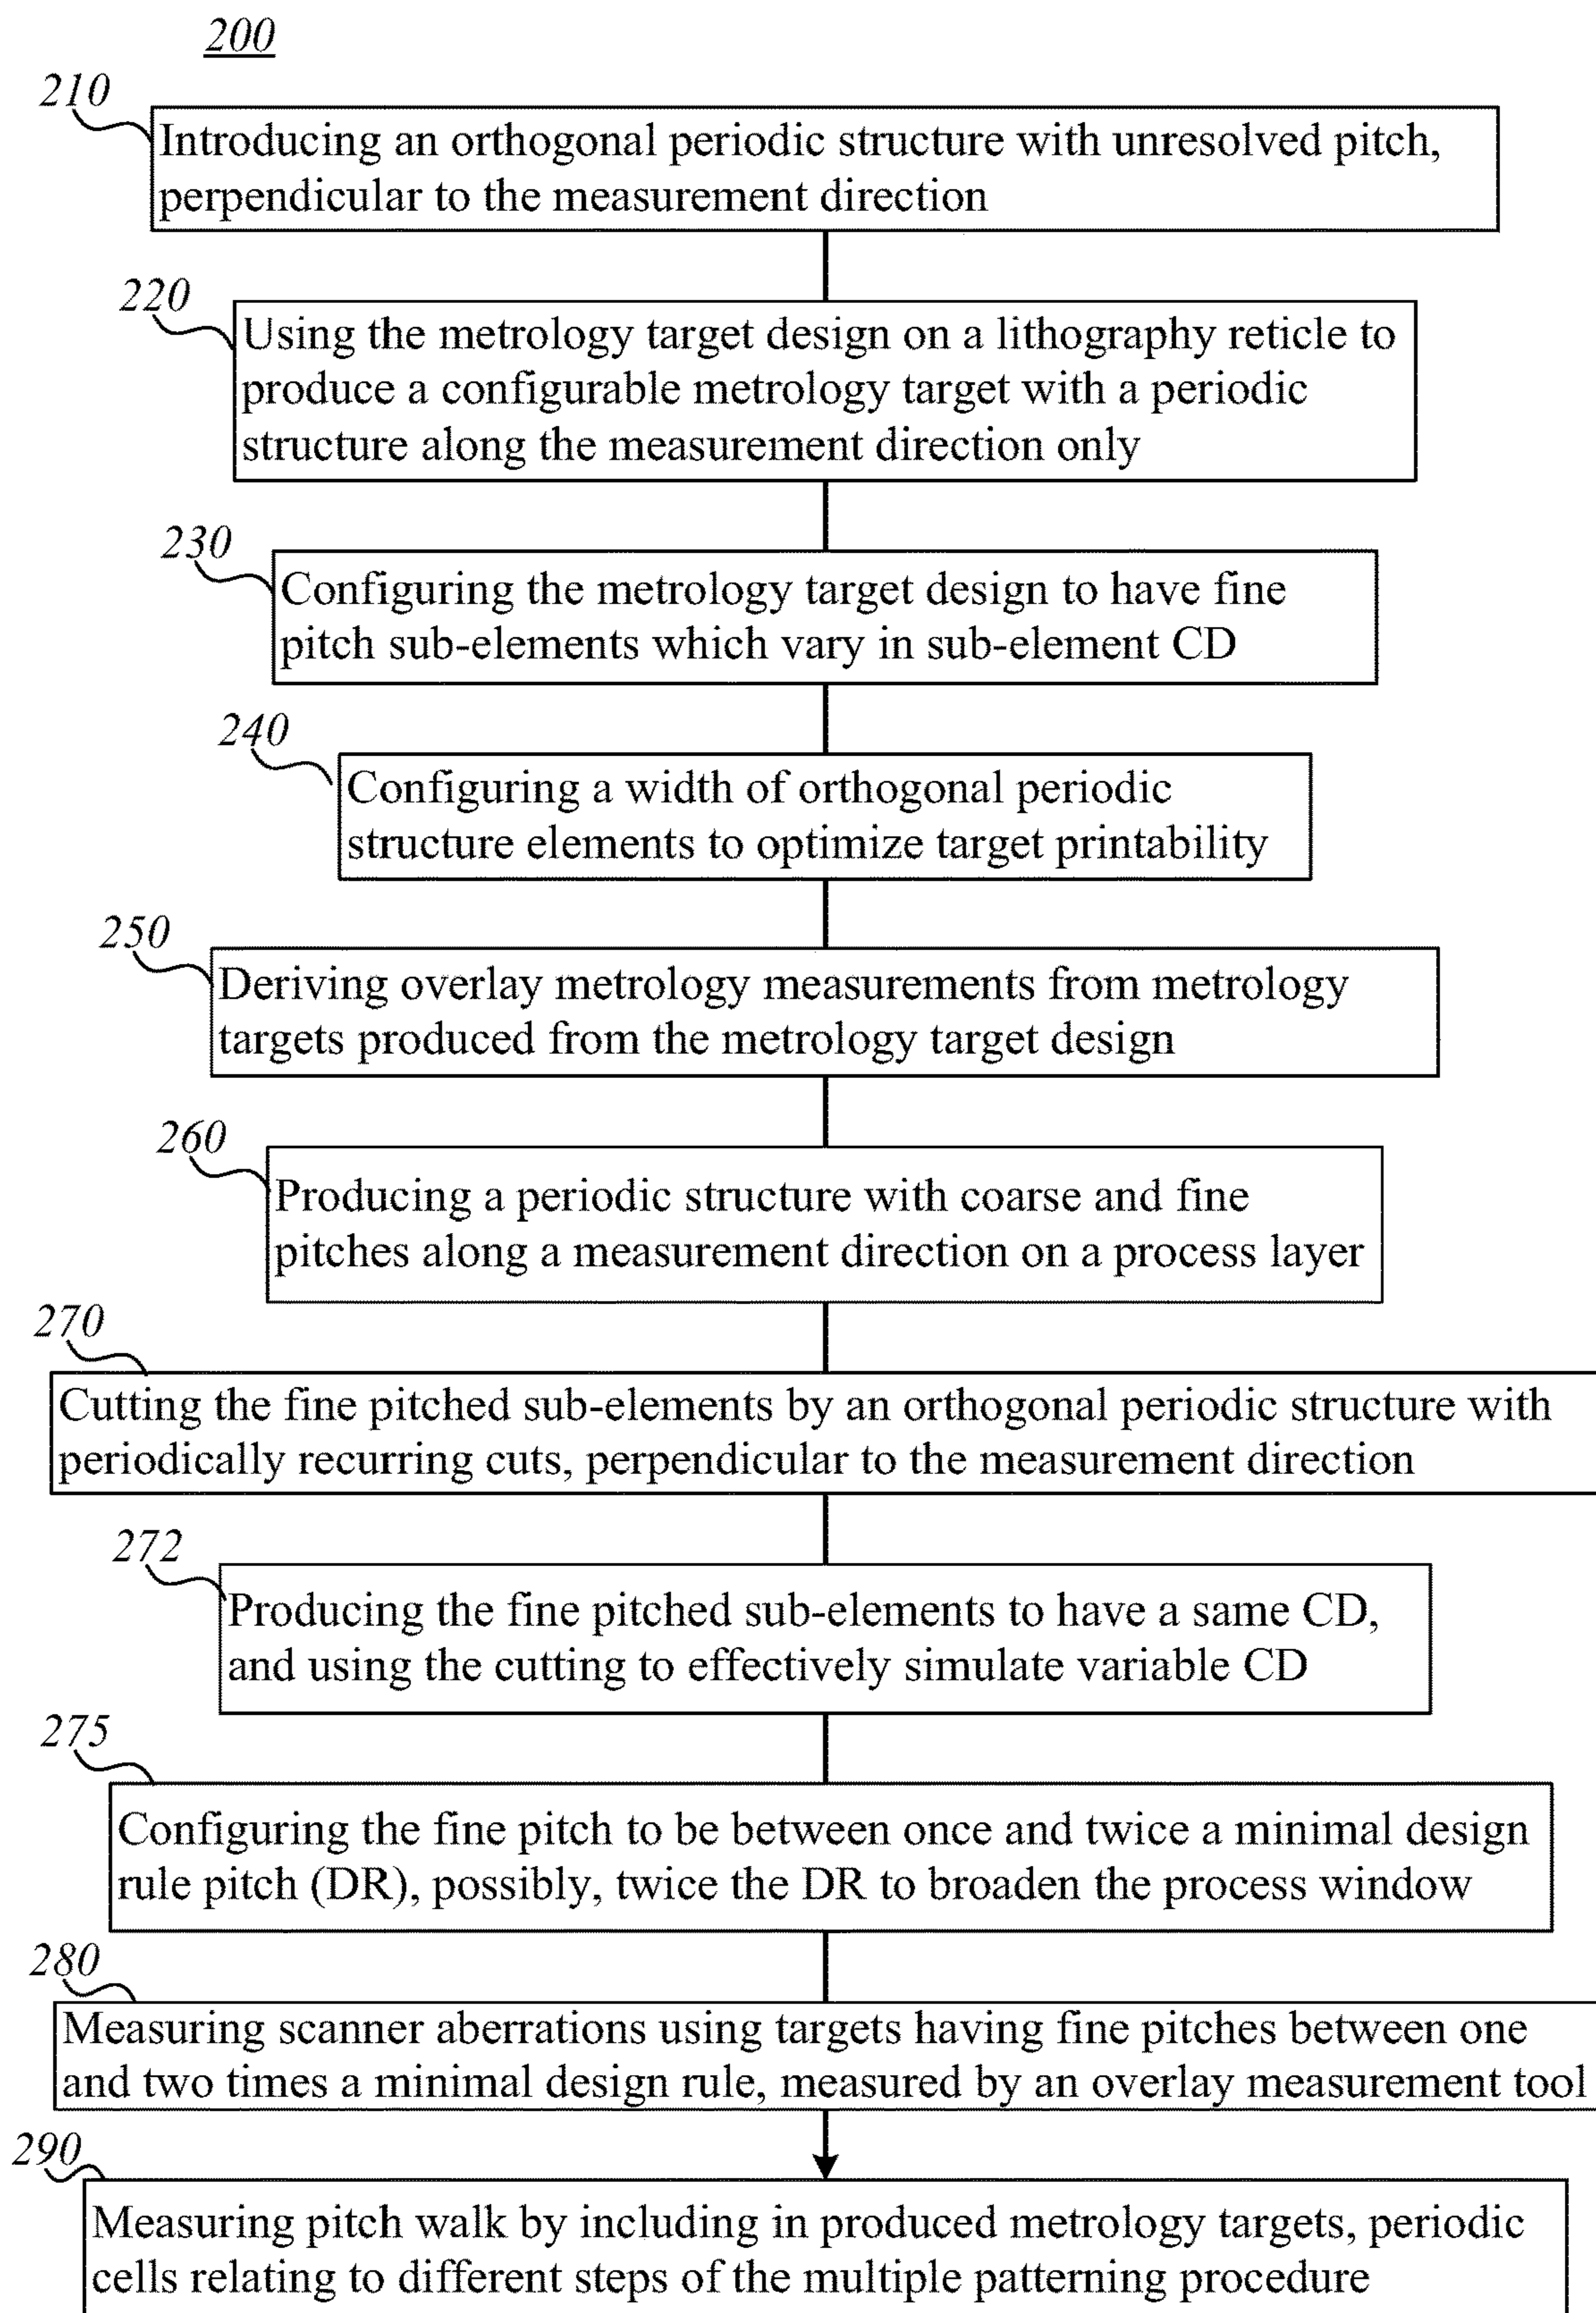 200
210
Introducing an orthogonal periodic structure with unresolved pitch,
perpendicular to the measurement direction
220
Using the metrology target design on a lithography reticle to
produce a configurable metrology target with a periodic
structure along the measurement direction only
230
Configuring the metrology target design to have fine
pitch sub-elements which vary in sub-element CD
240
Configuring a width of orthogonal periodic
structure elements to optimize target printability
250
Deriving overlay metrology measurements from metrology
targets produced from the metrology target design
260
Producing a periodic structure with coarse and fine
pitches along a measurement direction on a process layer
270
Cutting the fine pitched sub-elements by an orthogonal periodic structure with
periodically recurring cuts, perpendicular to the measurement direction
272
Producing the fine pitched sub-elements to have a same CD,
and using the cutting to effectively simulate variable CD
275
Configuring the fine pitch to be between once and twice a minimal design
rule pitch (DR), possibly, twice the DR to broaden the process window
280
Measuring scanner aberrations using targets having fine pitches between one
and two times a minimal design rule, measured by an overlay measurement tool
290
Measuring pitch walk by including in produced metrology targets, periodic
cells relating to different steps of the multiple patterning procedure